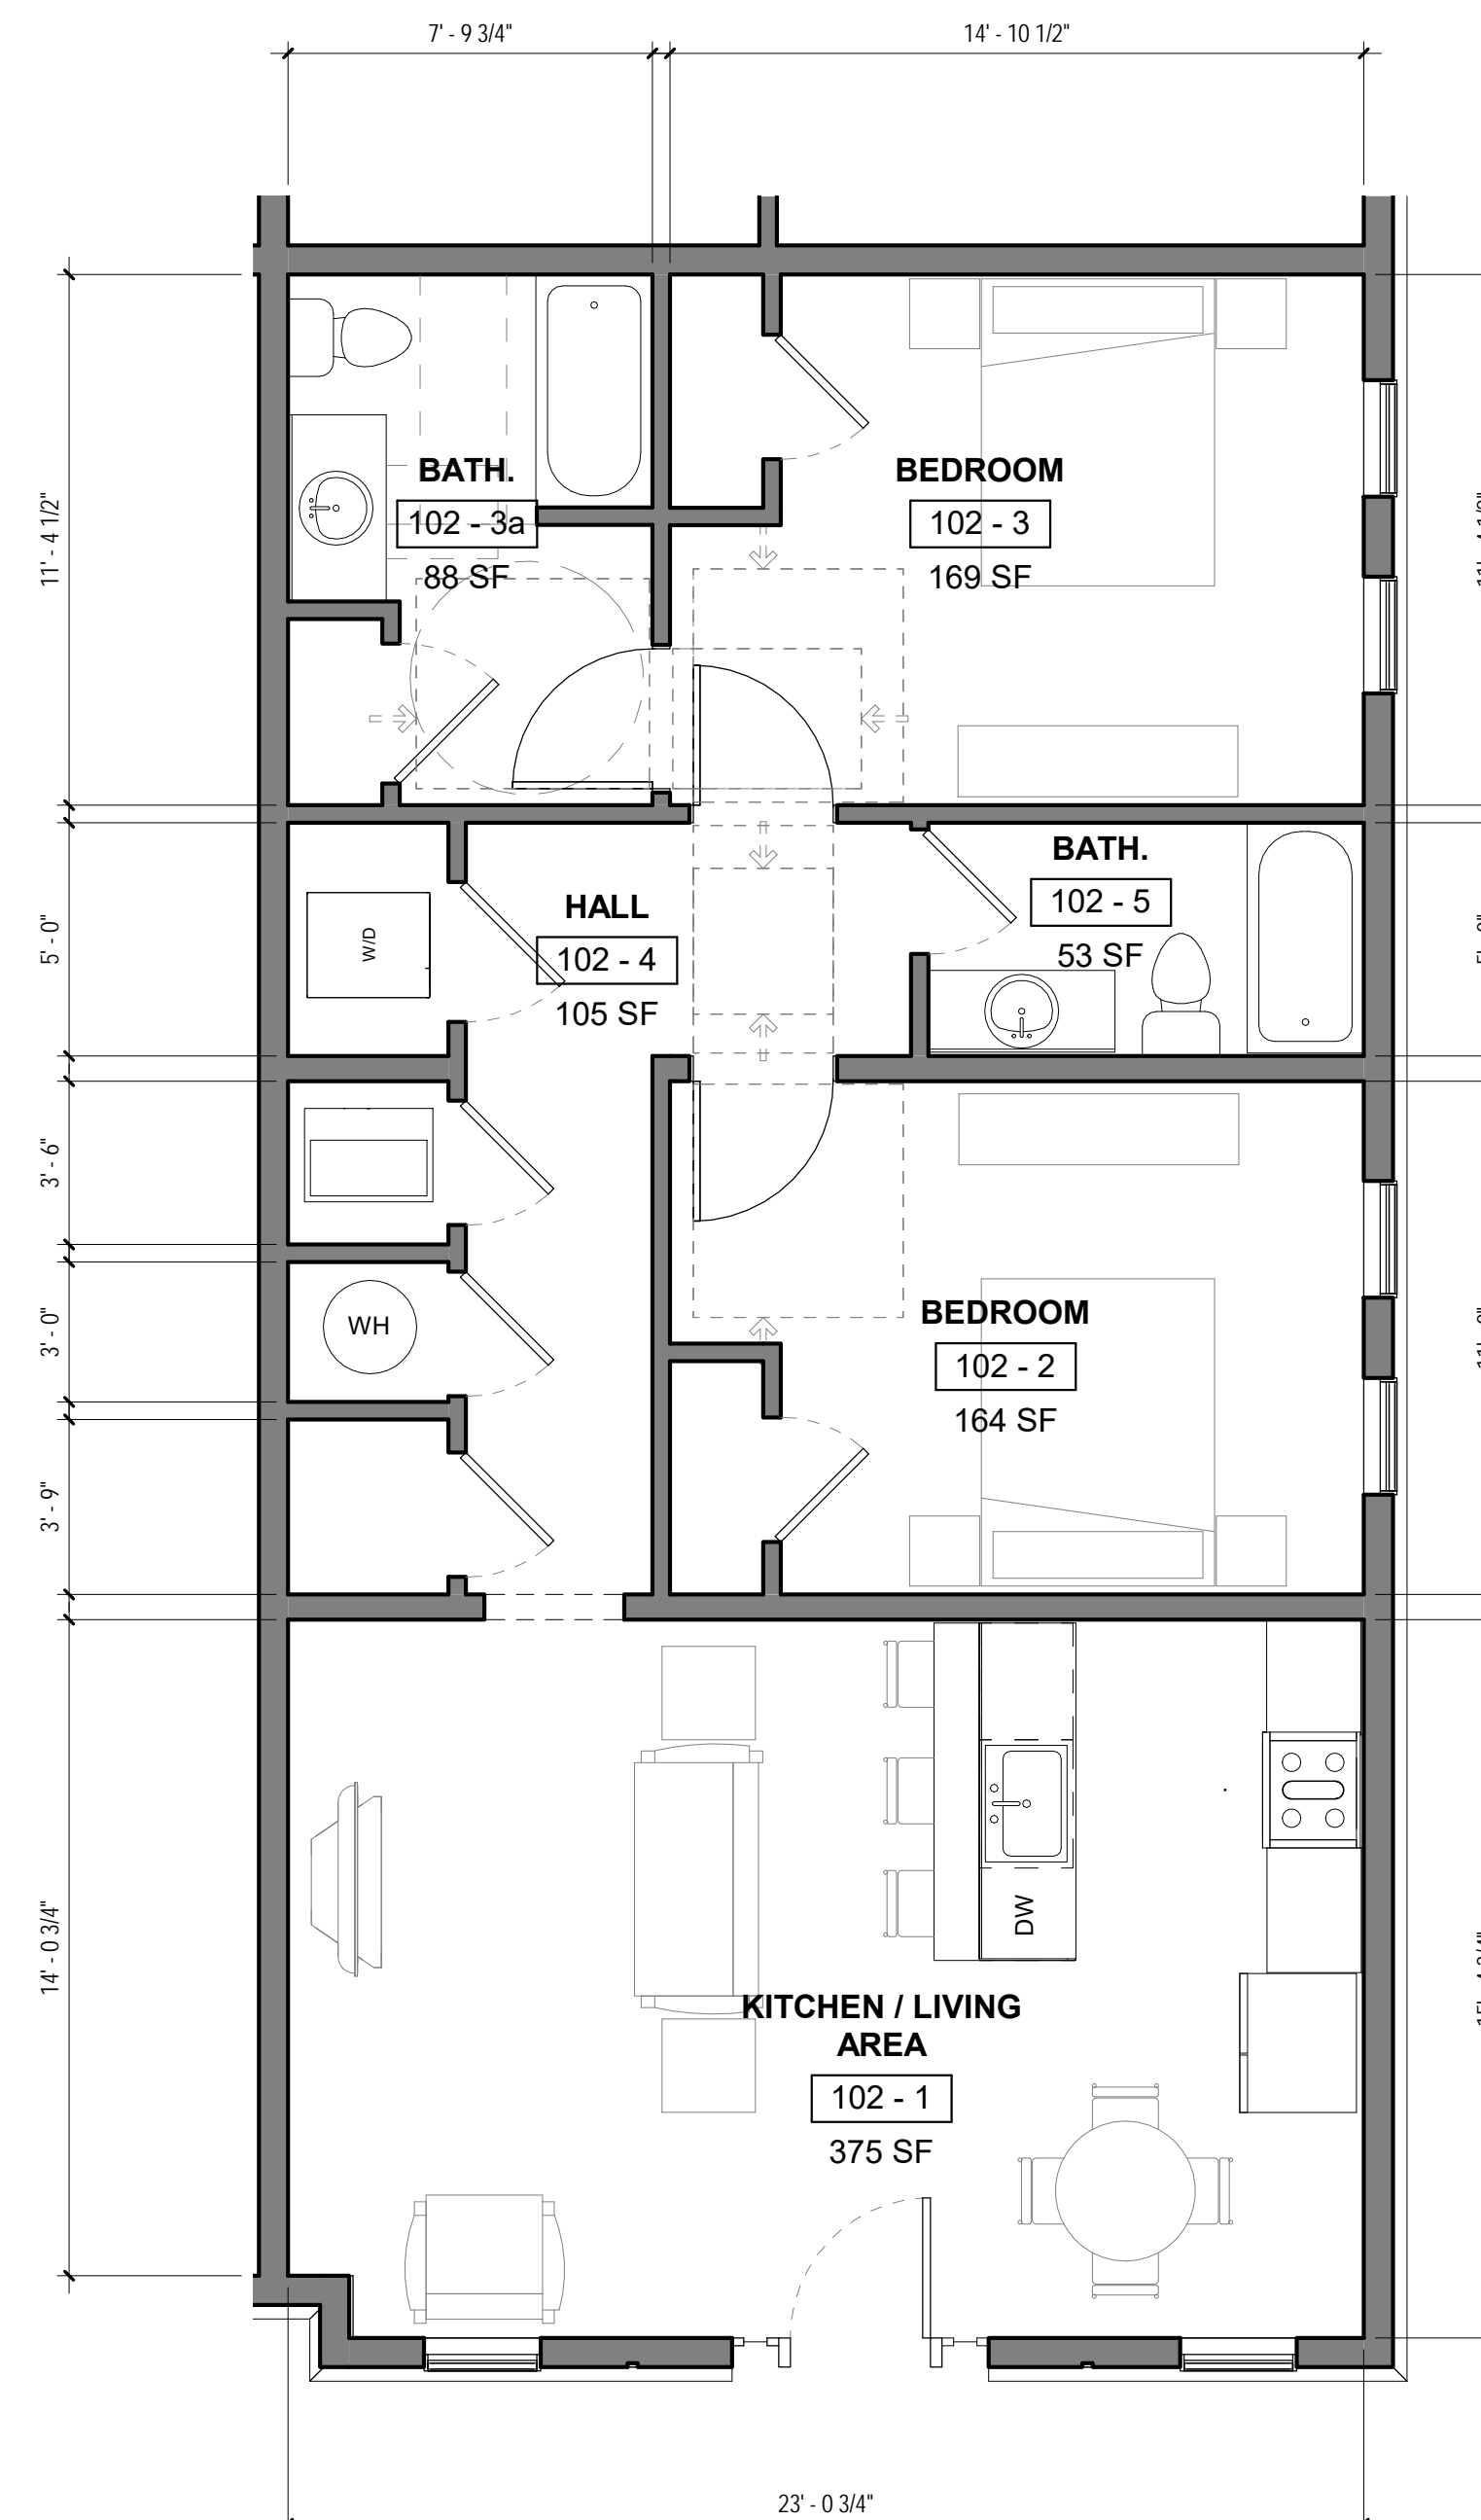 7' - 9 3/4"
14' - 10 1/2"
11' - 4 1/2"
BATH.
102 - 3a
88 SF
BEDROOM
102 - 3
169 SF
5' - 0"
W/D
HALL
102 - 4
105 SF
BATH.
102 - 5
53 SF
3' - 6"
3' - 0"
WH
BEDROOM
102 - 2
164 SF
3' - 9"
14' - 0 3/4"
DW
KITCHEN / LIVING
AREA
102 - 1
375 SF
23' - 0 3/4"